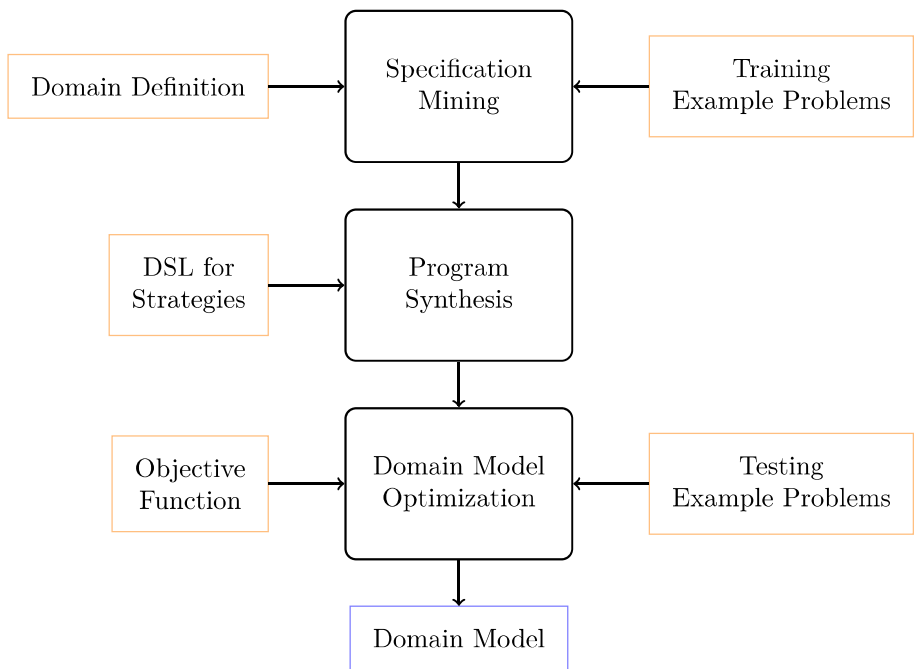 Domain Definition
Specification
Mining
Training
Example Problems
DSL for
Strategies
Program
Synthesis
Objective
Function
Domain Model
Optimization
Testing
Example Problems
Domain Model